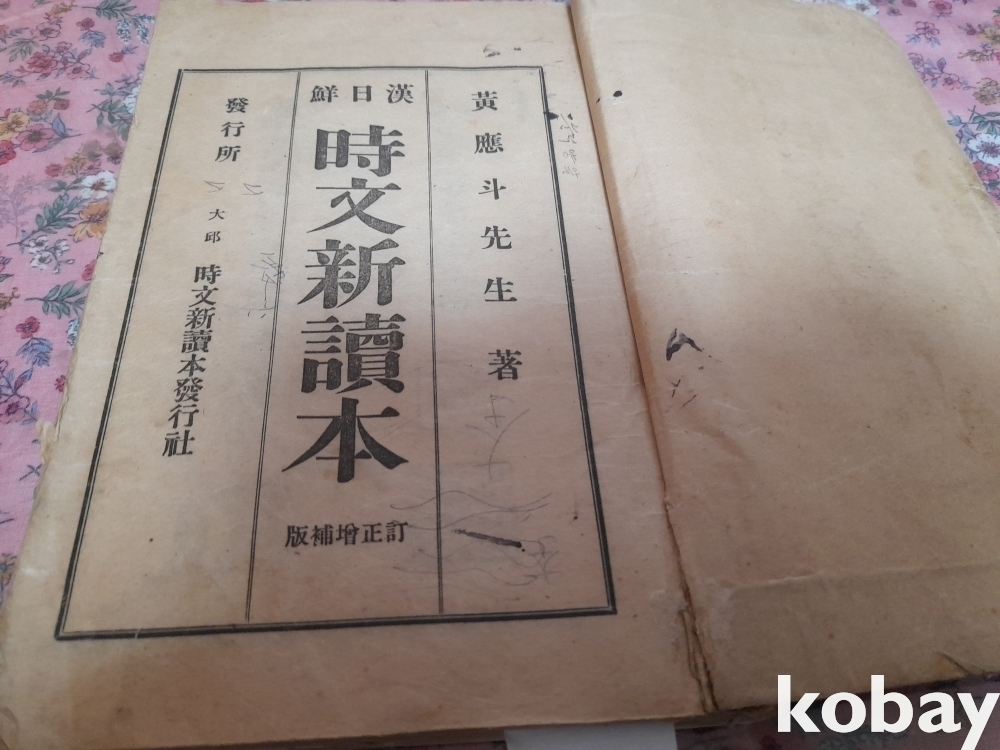 黃應斗先生 著
漢日鮮
時文新讀本
訂正增補版
發行所
大邱
時文新讀本發行社
kobay